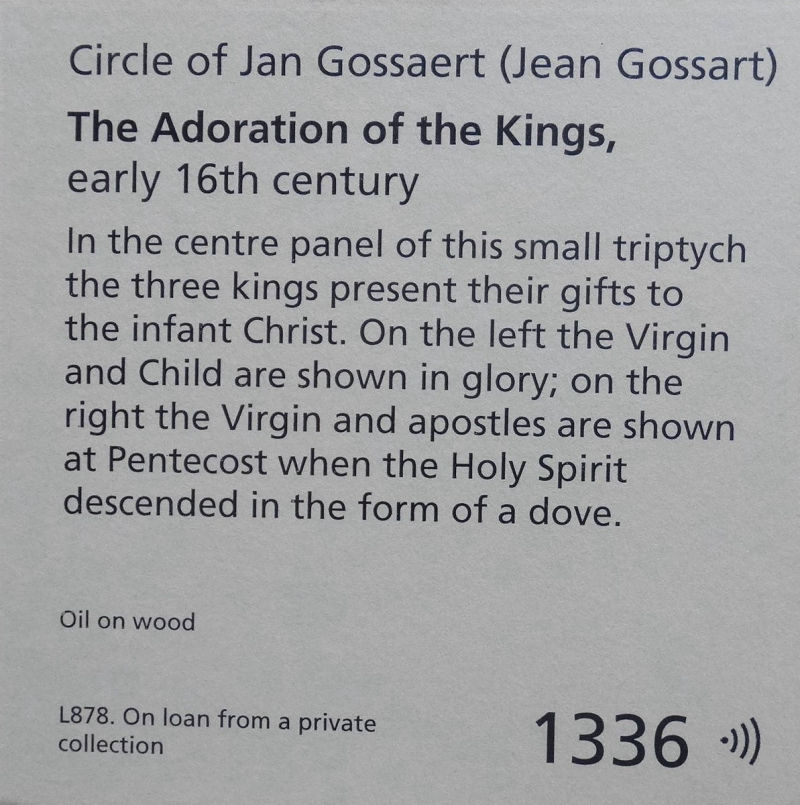 Circle of Jan Gossaert (Jean Gossart)
The Adoration of the Kings,
early 16th century
In the centre panel of this small triptych
the three kings present their gifts to
the infant Christ. On the left the Virgin
and Child are shown in glory; on the
right the Virgin and apostles are shown
at Pentecost when the Holy Spirit
descended in the form of a dove.
Oil on wood
L878. On loan from a private
collection
1336